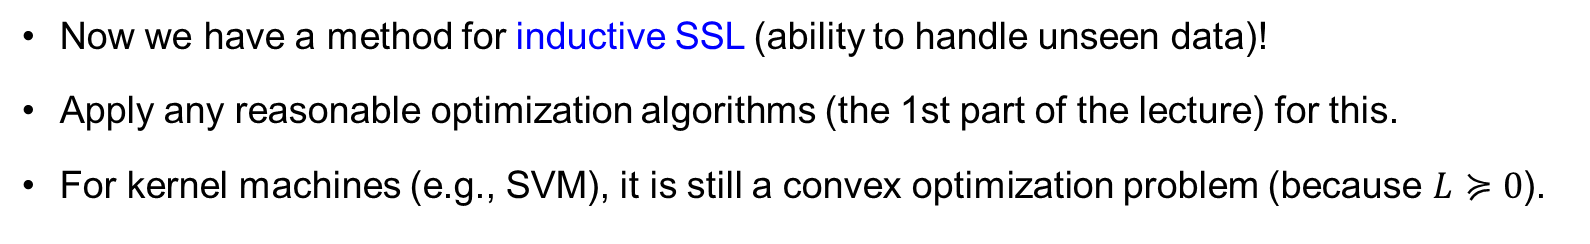 • Now we have a method for inductive SSL (ability to handle unseen data)!
• Apply any reasonable optimization algorithms (the 1st part of the lecture) for this.
• For kernel machines (e.g., SVM), it is still a convex optimization problem (because L ≽ 0).